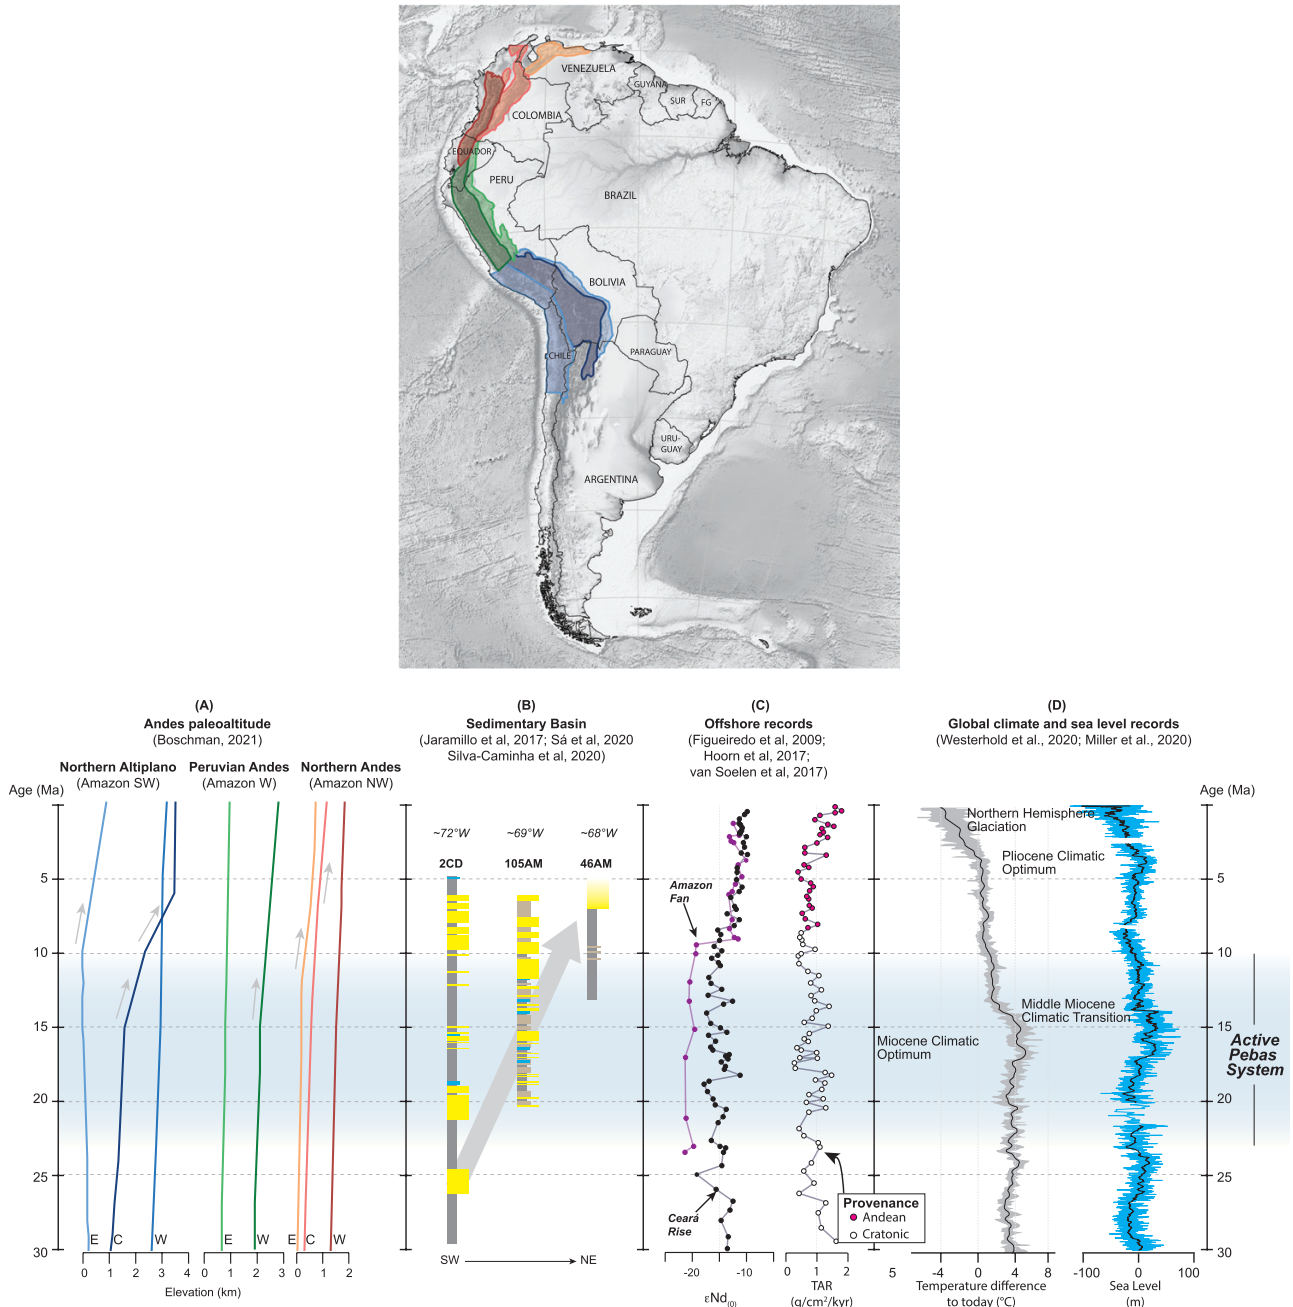 VENEZUELA
GUYANA
SUR
FG
COLOMBIA
EQUADOR
PERU
BRAZIL
BOLIVIA
CHILE
PARAGUAY
URU-
GUAY
ARGENTINA
(A)
Andes paleoaltitude
(Boschman, 2021)
Northern Altiplano
(Amazon SW)
Peruvian Andes
(Amazon W)
Northern Andes
(Amazon NW)
Age (Ma)
5
10
15
20
25
30
E
C
W
E
W
E
C
W
0 1 2 3 4
0 1 2 3
0 1 2
Elevation (km)
(B)
Sedimentary Basin
(Jaramillo et al, 2017; Sá et al, 2020
Silva-Caminha et al, 2020)
~72°W
~69°W
~68°W
2CD
105AM
46AM
SW
NE
(C)
Offshore records
(Figueiredo et al, 2009;
Hoorn et al, 2017;
van Soelen et al, 2017)
Amazon
Fan
Ceará
Rise
Provenance
Andean
Cratonic
-20 -10
εNd(0)
0 1 2
TAR
(g/cm²/kyr)
(D)
Global climate and sea level records
(Westerhold et al., 2020; Miller et al., 2020)
Northern Hemisphere
Glaciation
Pliocene Climatic
Optimum
Middle Miocene
Climatic Transition
Miocene Climatic
Optimum
5
-4 0 4 8
Temperature difference
to today (°C)
-100 0 100
Sea Level
(m)
Age (Ma)
5
10
15
20
25
30
Active
Pebas
System